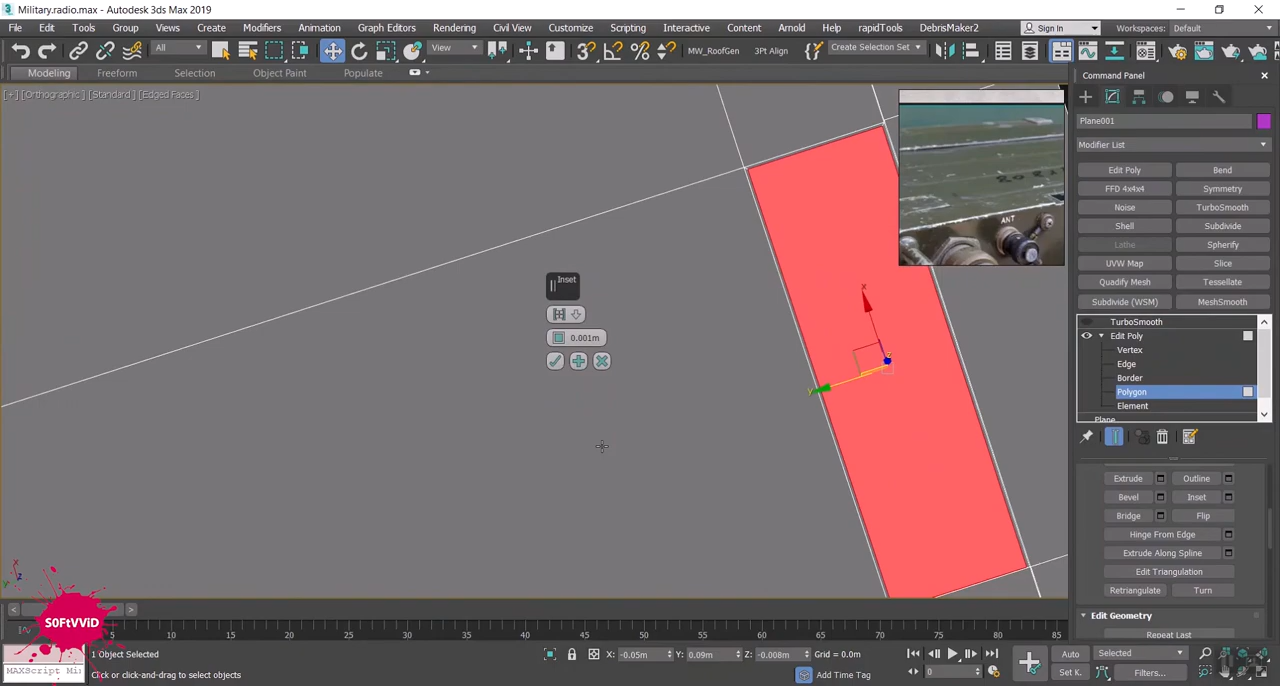 Military.radio.max - Autodesk 3ds Max 2019
File Edit Tools Group Views Create Modifiers Animation Graph Editors Rendering Civil View Customize Scripting Interactive Content Arnold Help rapidTools DebrisMaker2 Sign In Workspaces: Default
All View MW_RoofGen 3Pt Align Create Selection Set
Modeling Freeform Selection Object Paint Populate
[+] [Orthographic] [Standard] [Edged Faces]
Command Panel
Plane001
Modifier List
Edit Poly Bend
FFD 4x4x4 Symmetry
Noise TurboSmooth
Shell Subdivide
Lathe Spherify
UVW Map Slice
Quadify Mesh Tessellate
Subdivide (WSM) MeshSmooth
TurboSmooth
Edit Poly
Vertex
Edge
Border
Polygon
Element
Plane
Extrude Outline
Bevel Inset
Bridge Flip
Hinge From Edge
Extrude Along Spline
Edit Triangulation
Retriangulate Turn
Edit Geometry
Repeat Last
ANT
Inset
0.001m
x
y
z
SOftVViD
5 10 15 20 25 30 35 40 45 50 55 60 65 70 75 80 85
1 Object Selected
X: -0.05m Y: 0.09m Z: -0.008m Grid = 0.0m
Auto Selected
MAXScript Mi
Click or click-and-drag to select objects
Add Time Tag
0
Set K. Filters...